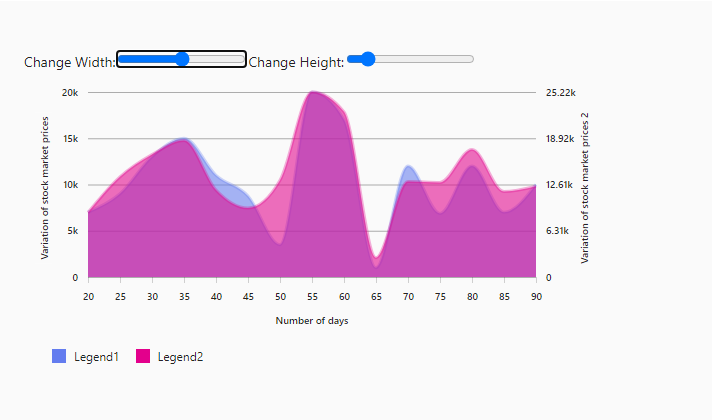 Change Width: Change Height:
20k 25.22k
15k 18.92k
10k 12.61k
5k 6.31k
0 0
Variation of stock market prices
Variation of stock market prices 2
20 25 30 35 40 45 50 55 60 65 70 75 80 85 90
Number of days
Legend1 Legend2